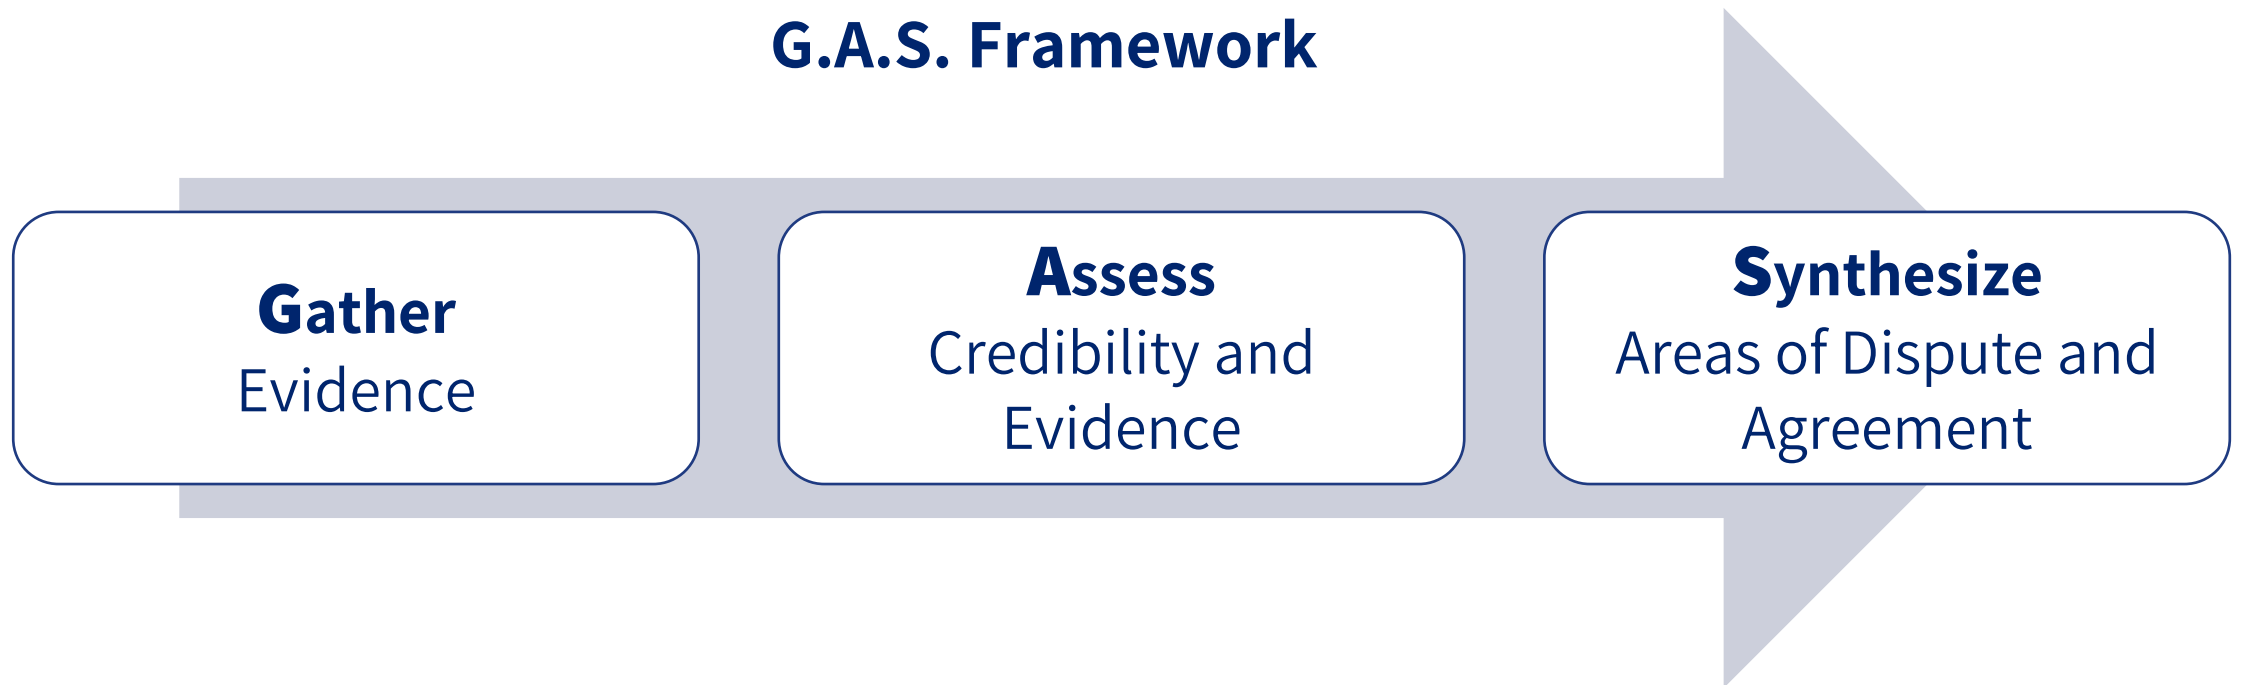 G.A.S. Framework
Gather
Evidence
Assess
Credibility and
Evidence
Synthesize
Areas of Dispute and
Agreement